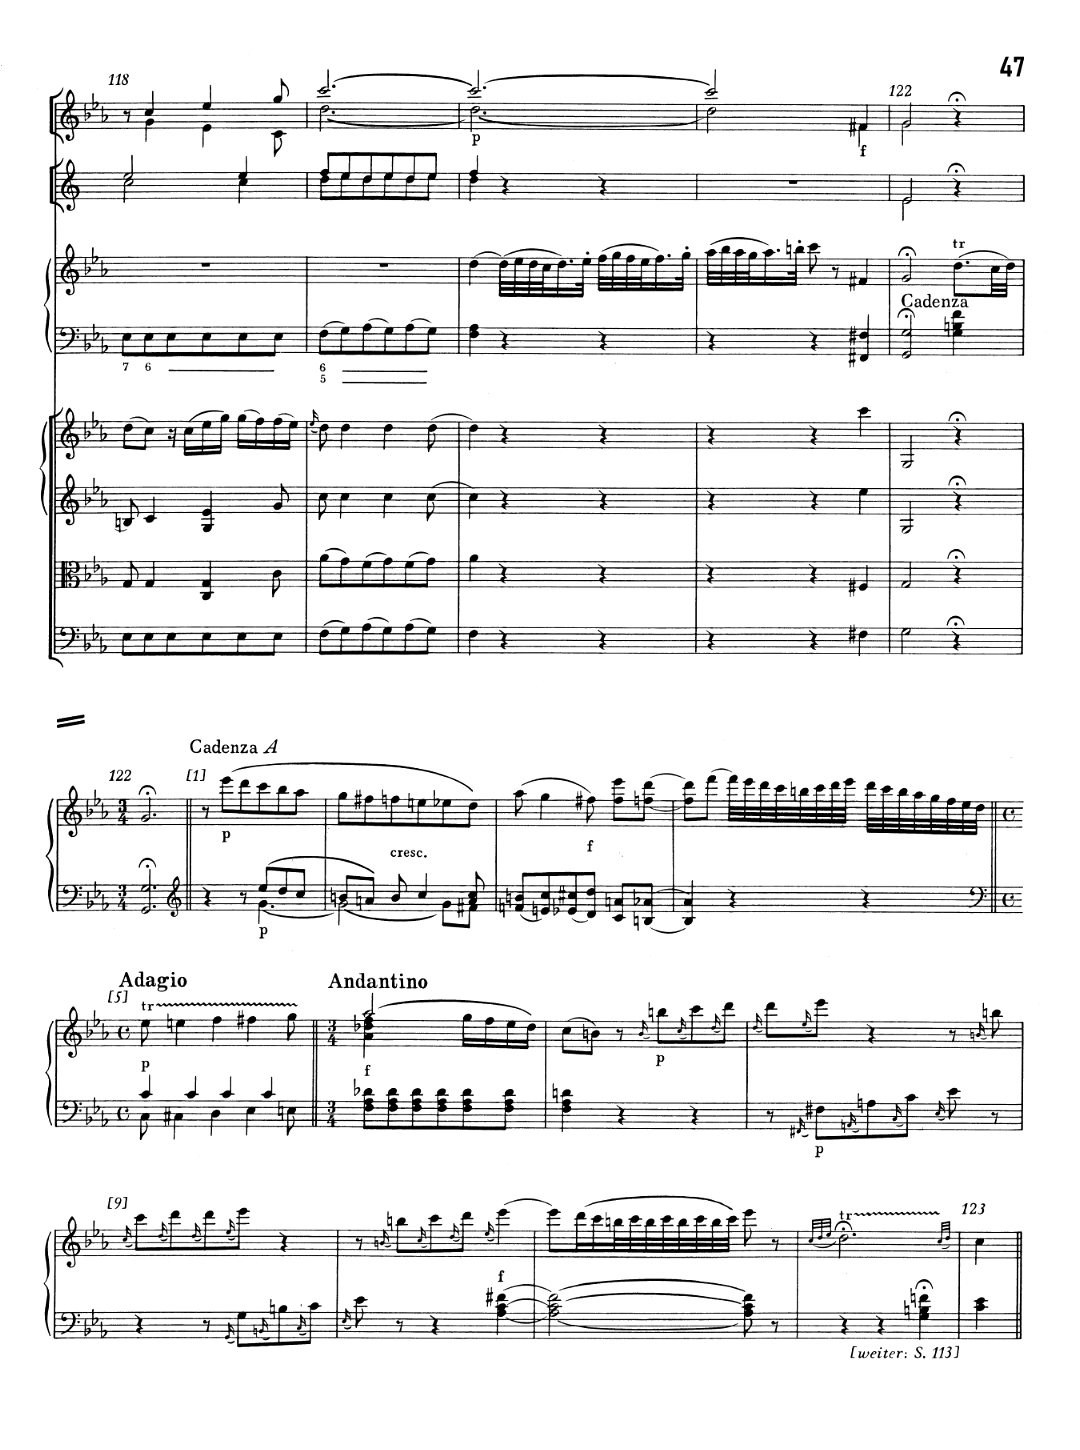 47
118
122
p
f
tr
Cadenza
7 6
6
5
Cadenza A
122
[1]
p
cresc.
f
p
Adagio
Andantino
[5]
tr
p
f
p
p
[9]
tr
123
f
[weiter: S. 113]